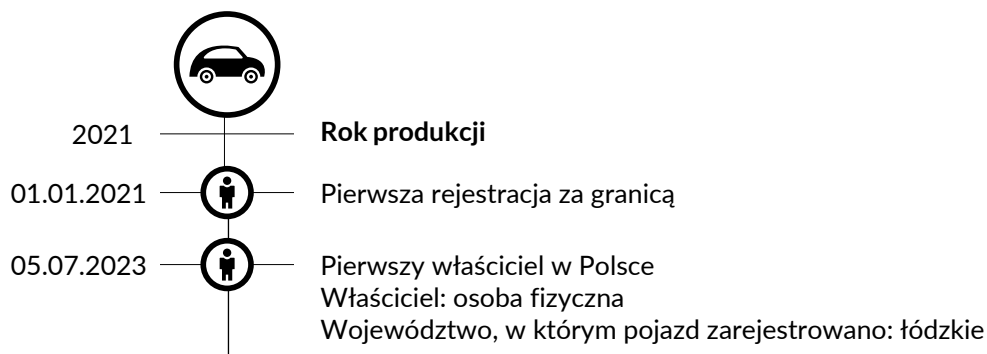 2021 Rok produkcji
01.01.2021 Pierwsza rejestracja za granicą
05.07.2023 Pierwszy właściciel w Polsce
Właściciel: osoba fizyczna
Województwo, w którym pojazd zarejestrowano: łódzkie